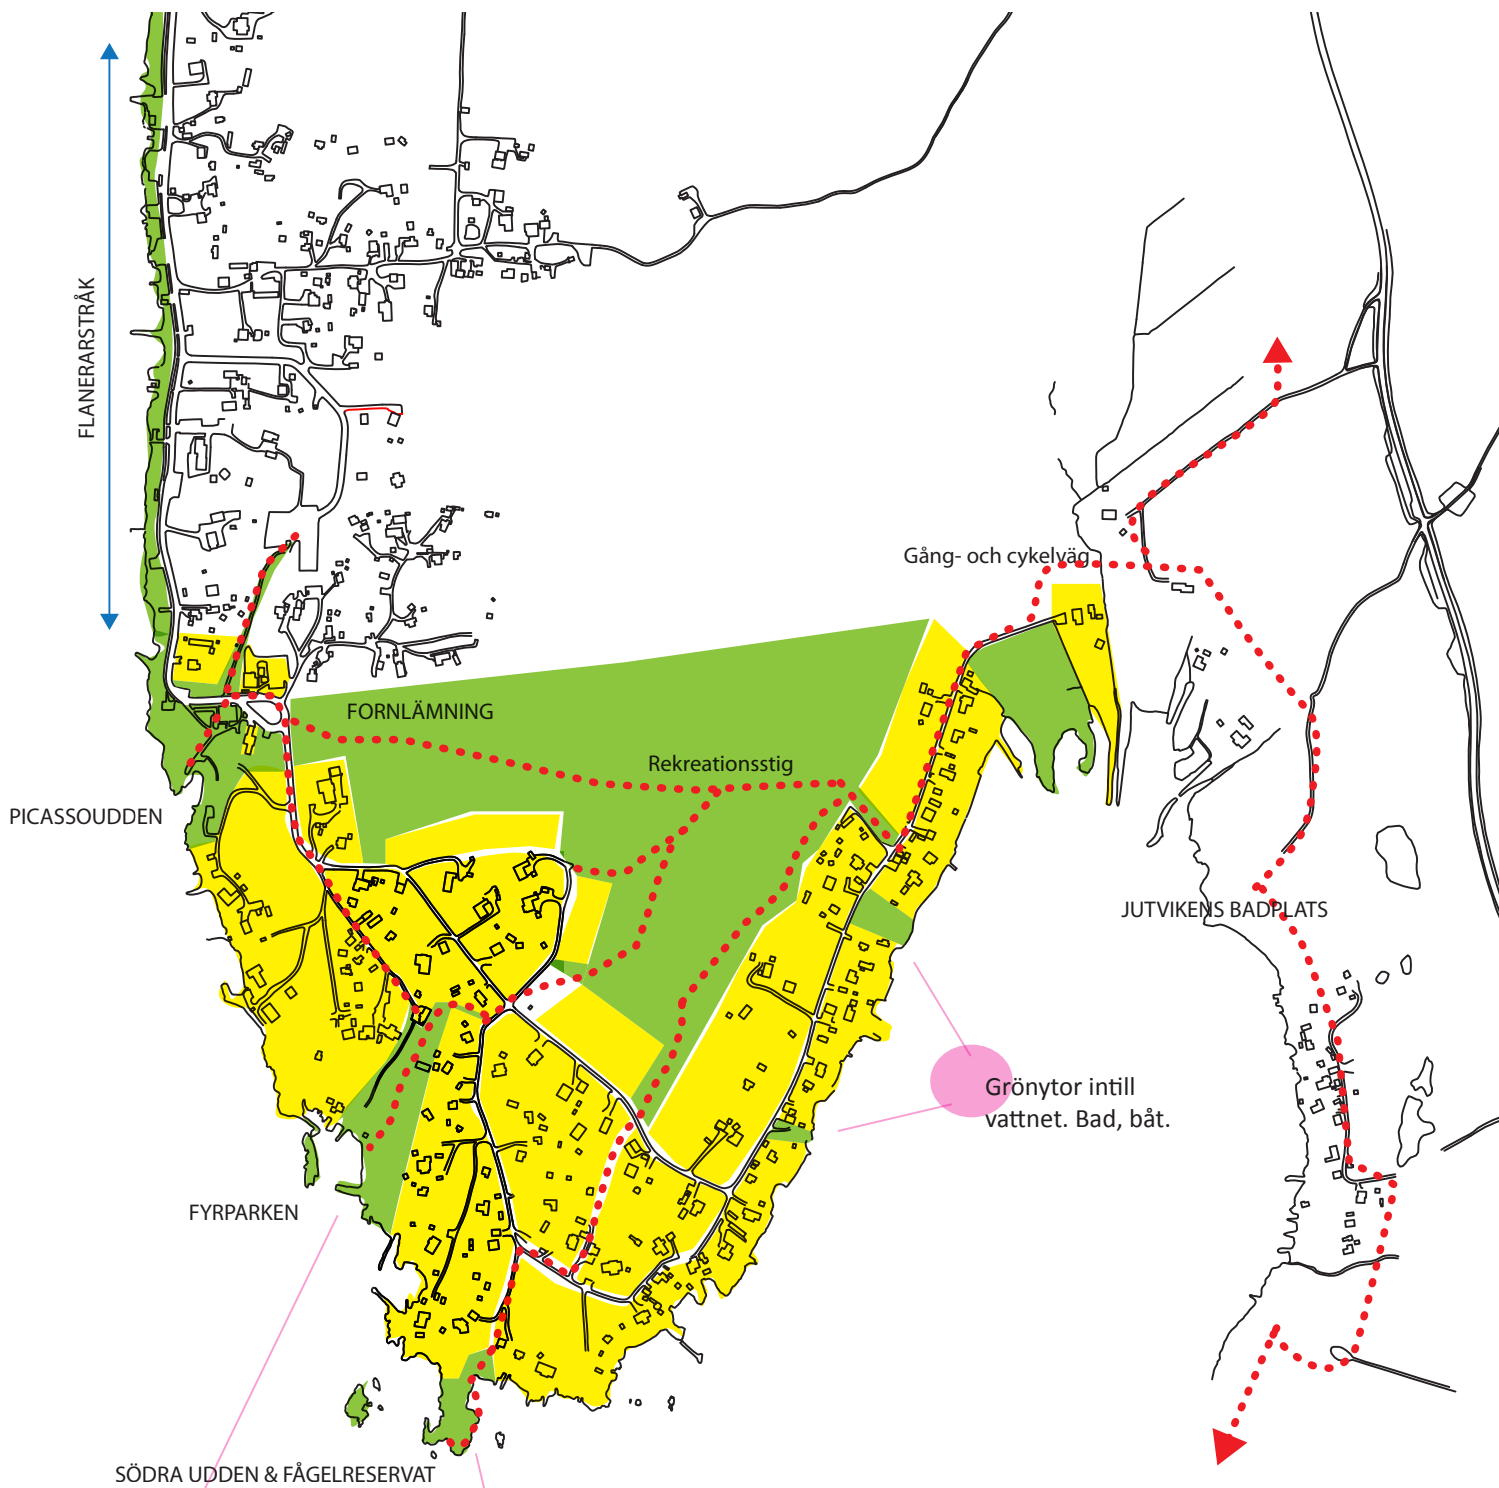 FLANERARSTRÅK
Gång- och cykelväg
FORNLÄMNING
Rekreationsstig
PICASSOUDDEN
JUTVIKENS BADPLATS
Grönytor intill
vattnet. Bad, båt.
FYRPARKEN
SÖDRA UDDEN & FÅGELRESERVAT